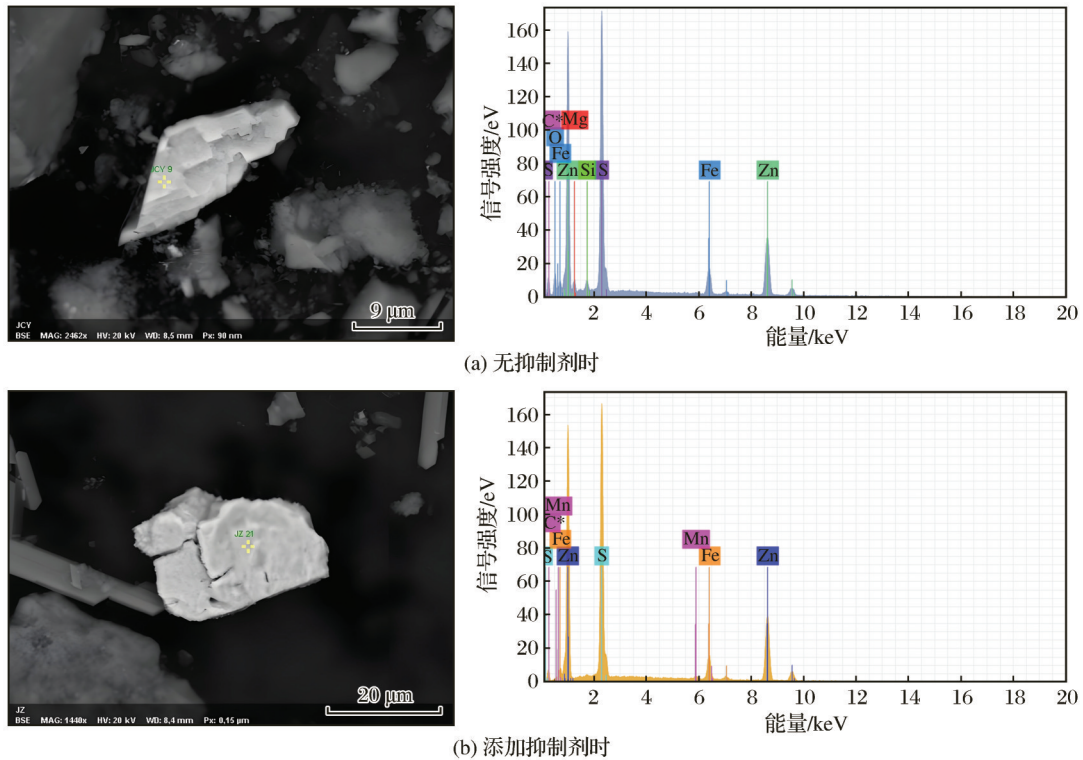 JCY 9
9 μm
JCY
BSE MAG: 2462x HV: 20 kV WD: 8,5 mm Px: 90 nm
信号强度/eV
160
140
120
100
80
60
40
20
0
C* Mg
O
Fe
S Zn Si S Fe Zn
2 4 6 8 10 12 14 16 18 20
能量/keV
(a) 无抑制剂时
JZ 21
20 μm
JZ
BSE MAG: 1440x HV: 20 kV WD: 8,4 mm Px: 0,15 μm
信号强度/eV
160
140
120
100
80
60
40
20
0
Mn
C*
Fe Mn
S Zn S Fe Zn
2 4 6 8 10 12 14 16 18 20
能量/keV
(b) 添加抑制剂时